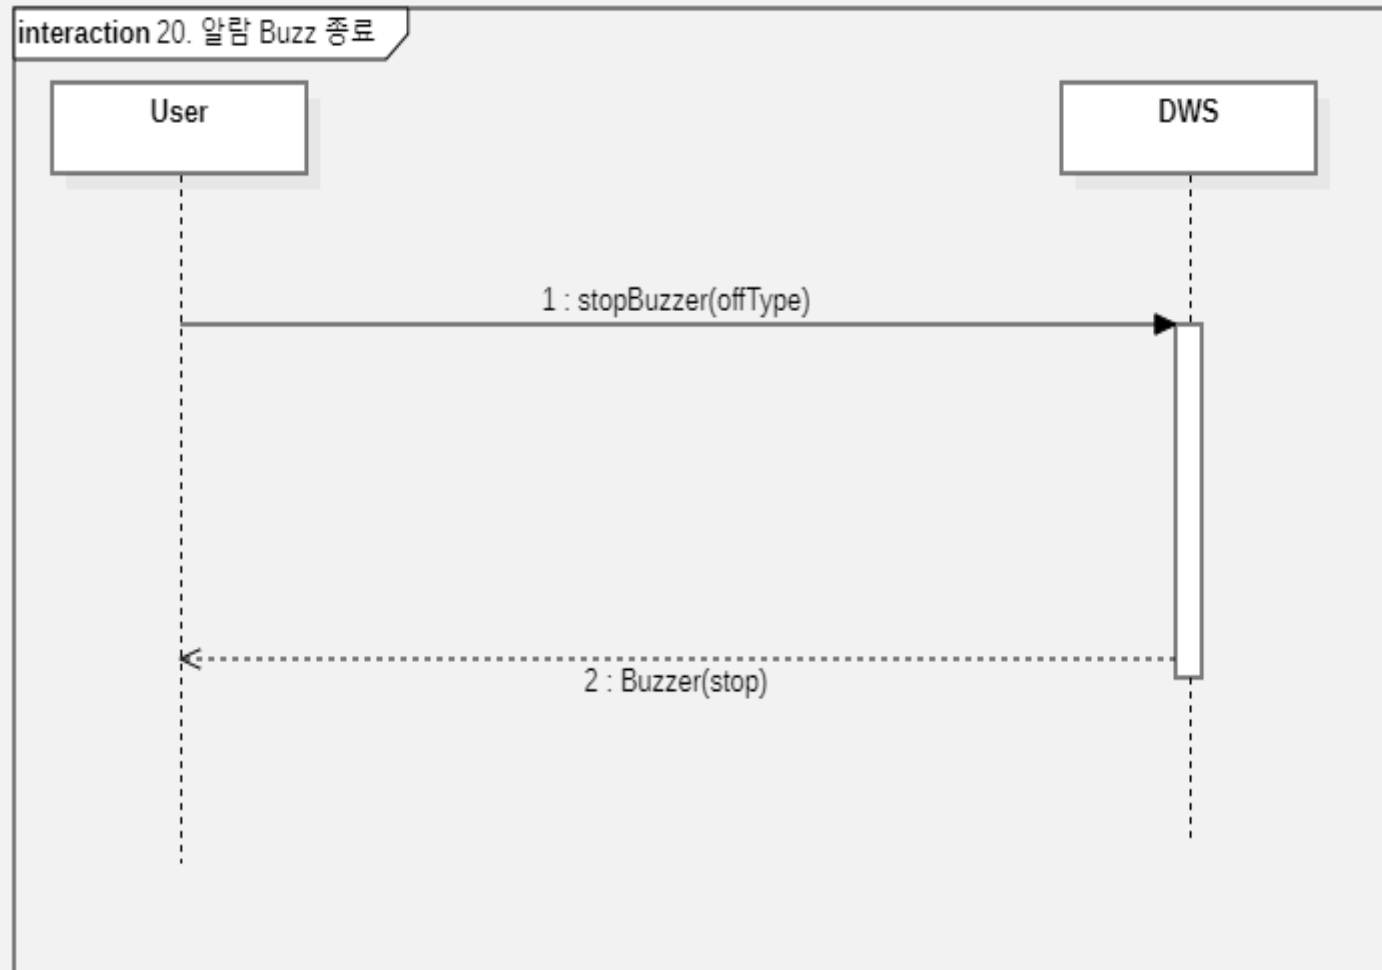 interaction 20. 알람 Buzz 종료
User
DWS
1 : stopBuzzer(offType)
2 : Buzzer(stop)